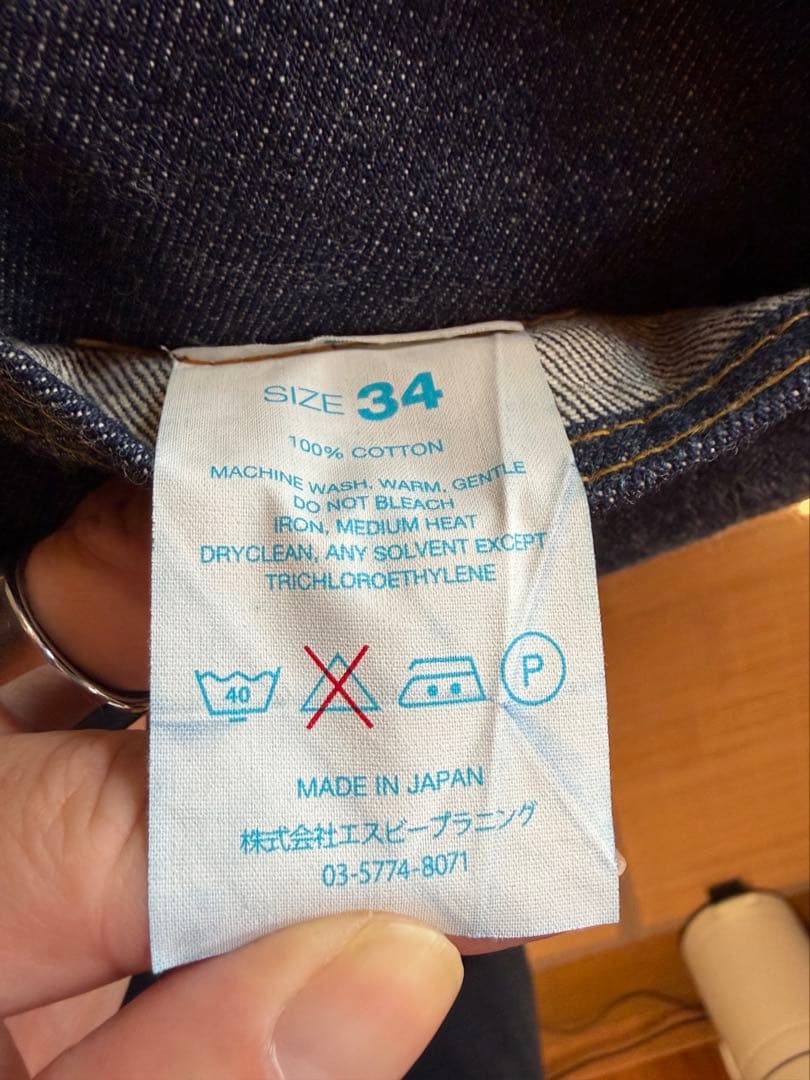 SIZE 34
100% COTTON
MACHINE WASH, WARM, GENTLE
DO NOT BLEACH
IRON, MEDIUM HEAT
DRYCLEAN, ANY SOLVENT EXCEPT
TRICHLOROETHYLENE
40 P
MADE IN JAPAN
株式会社エスビープラニング
03-5774-8071